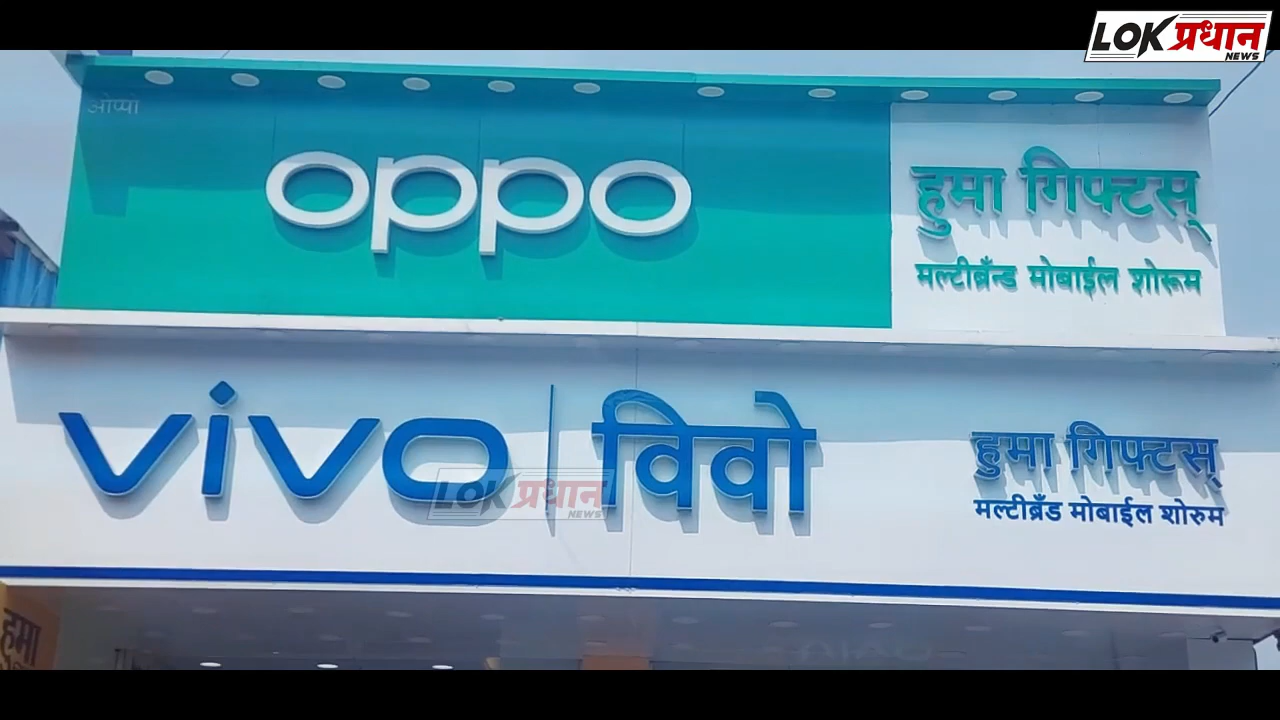 LOK प्रधान
NEWS
ओप्पो
oppo
हुमा गिफ्टस्
मल्टीब्रॅंन्ड मोबाईल शोरूम
vivo विवो
हुमा गिफ्टस्
मल्टीब्रँड मोबाईल शोरुम
LOK प्रधान
NEWS
हुमा